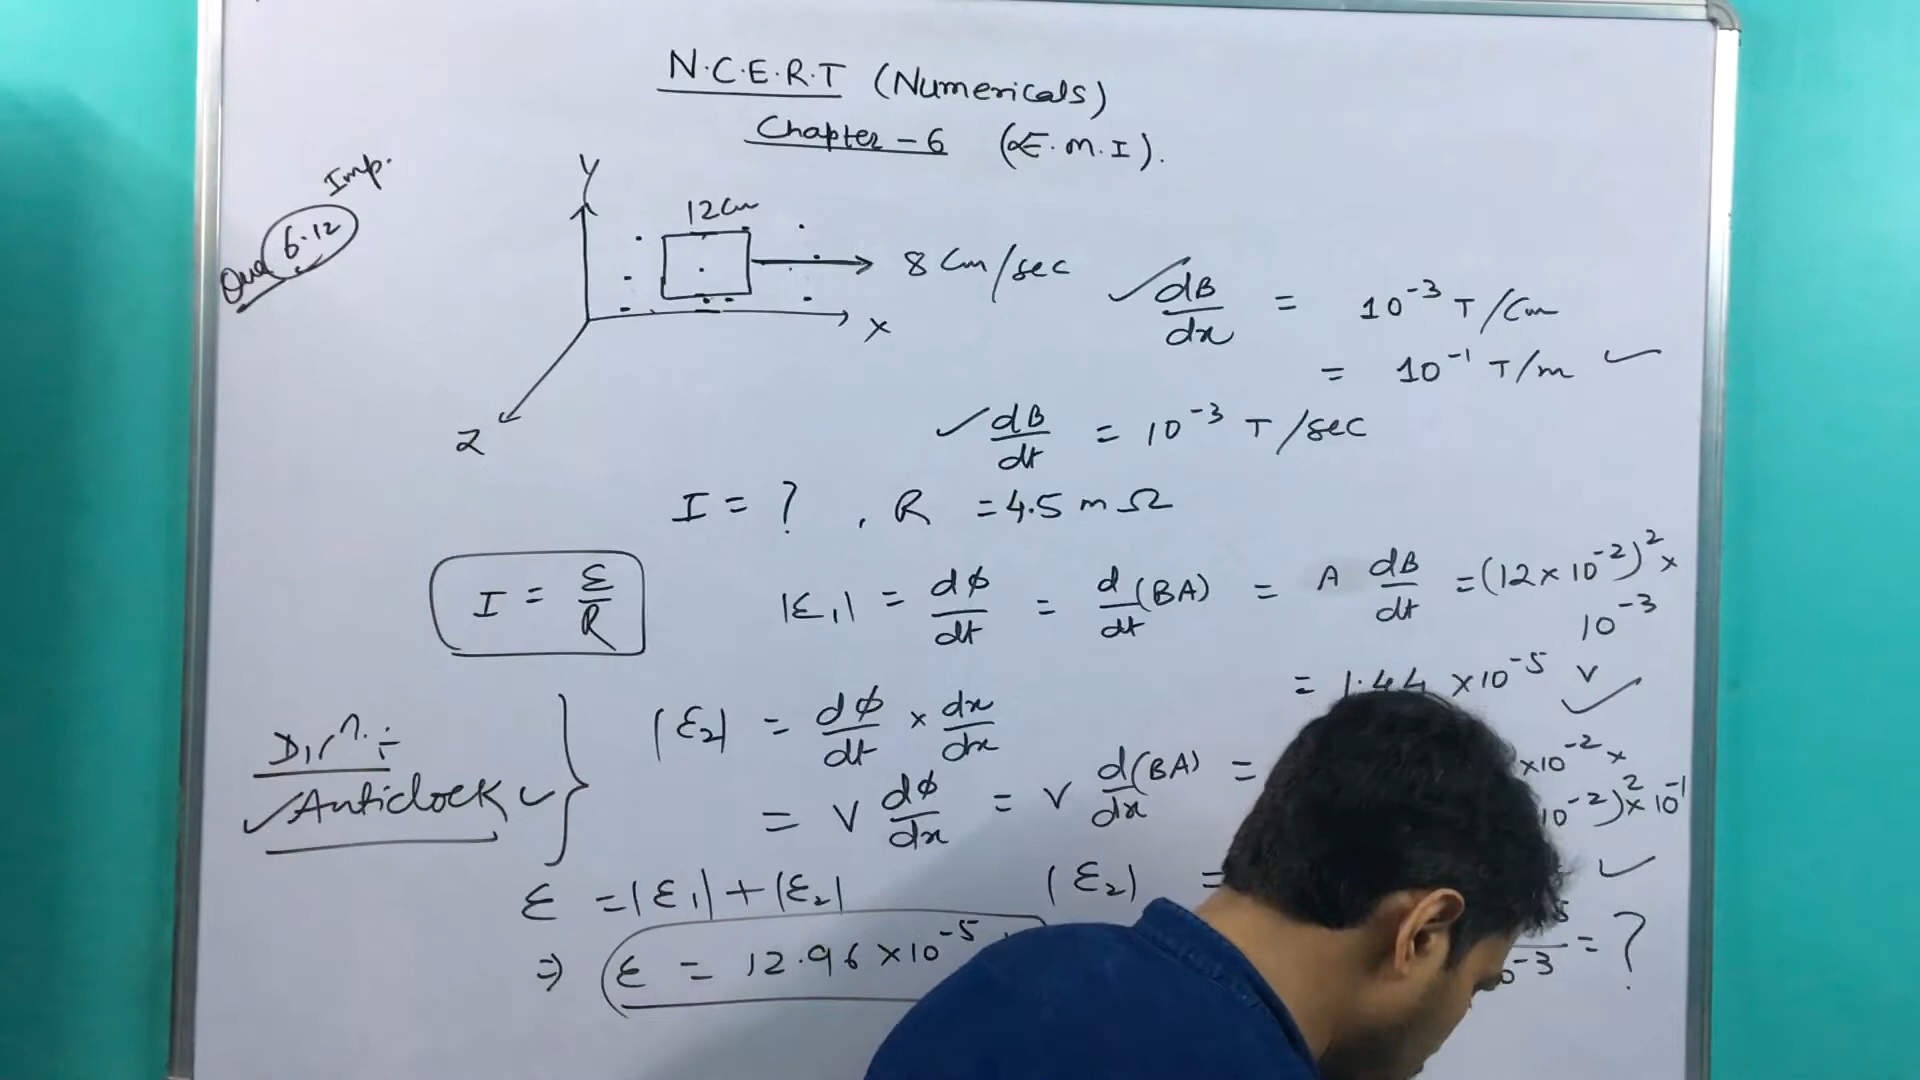 N.C.E.R.T (Numericals)
Chapter - 6 (E.M.I).
Imp.
Que 6.12
Y
12cm
8 Cm/sec
X
Z
✓ dB/dx = 10⁻³ T/Cm
= 10⁻¹ T/m ✓
✓ dB/dt = 10⁻³ T/sec
I = ? , R = 4.5 m Ω
I = ε/R
|ε₁| = dϕ/dt = d/dt (BA) = A dB/dt = (12×10⁻²)² ×
10⁻³
= 1.44 ×10⁻⁵ V ✓
Dirⁿ :-
✓ Anticlock ✓
|ε₂| = dϕ/dt × dx/dx
= V dϕ/dx = V d/dx (BA) =
×10⁻² ×
10⁻²)² × 10⁻¹
ε = |ε₁| + |ε₂|
|ε₂| = ✓
⇒ ε = 12.96 ×10⁻⁵
= ?